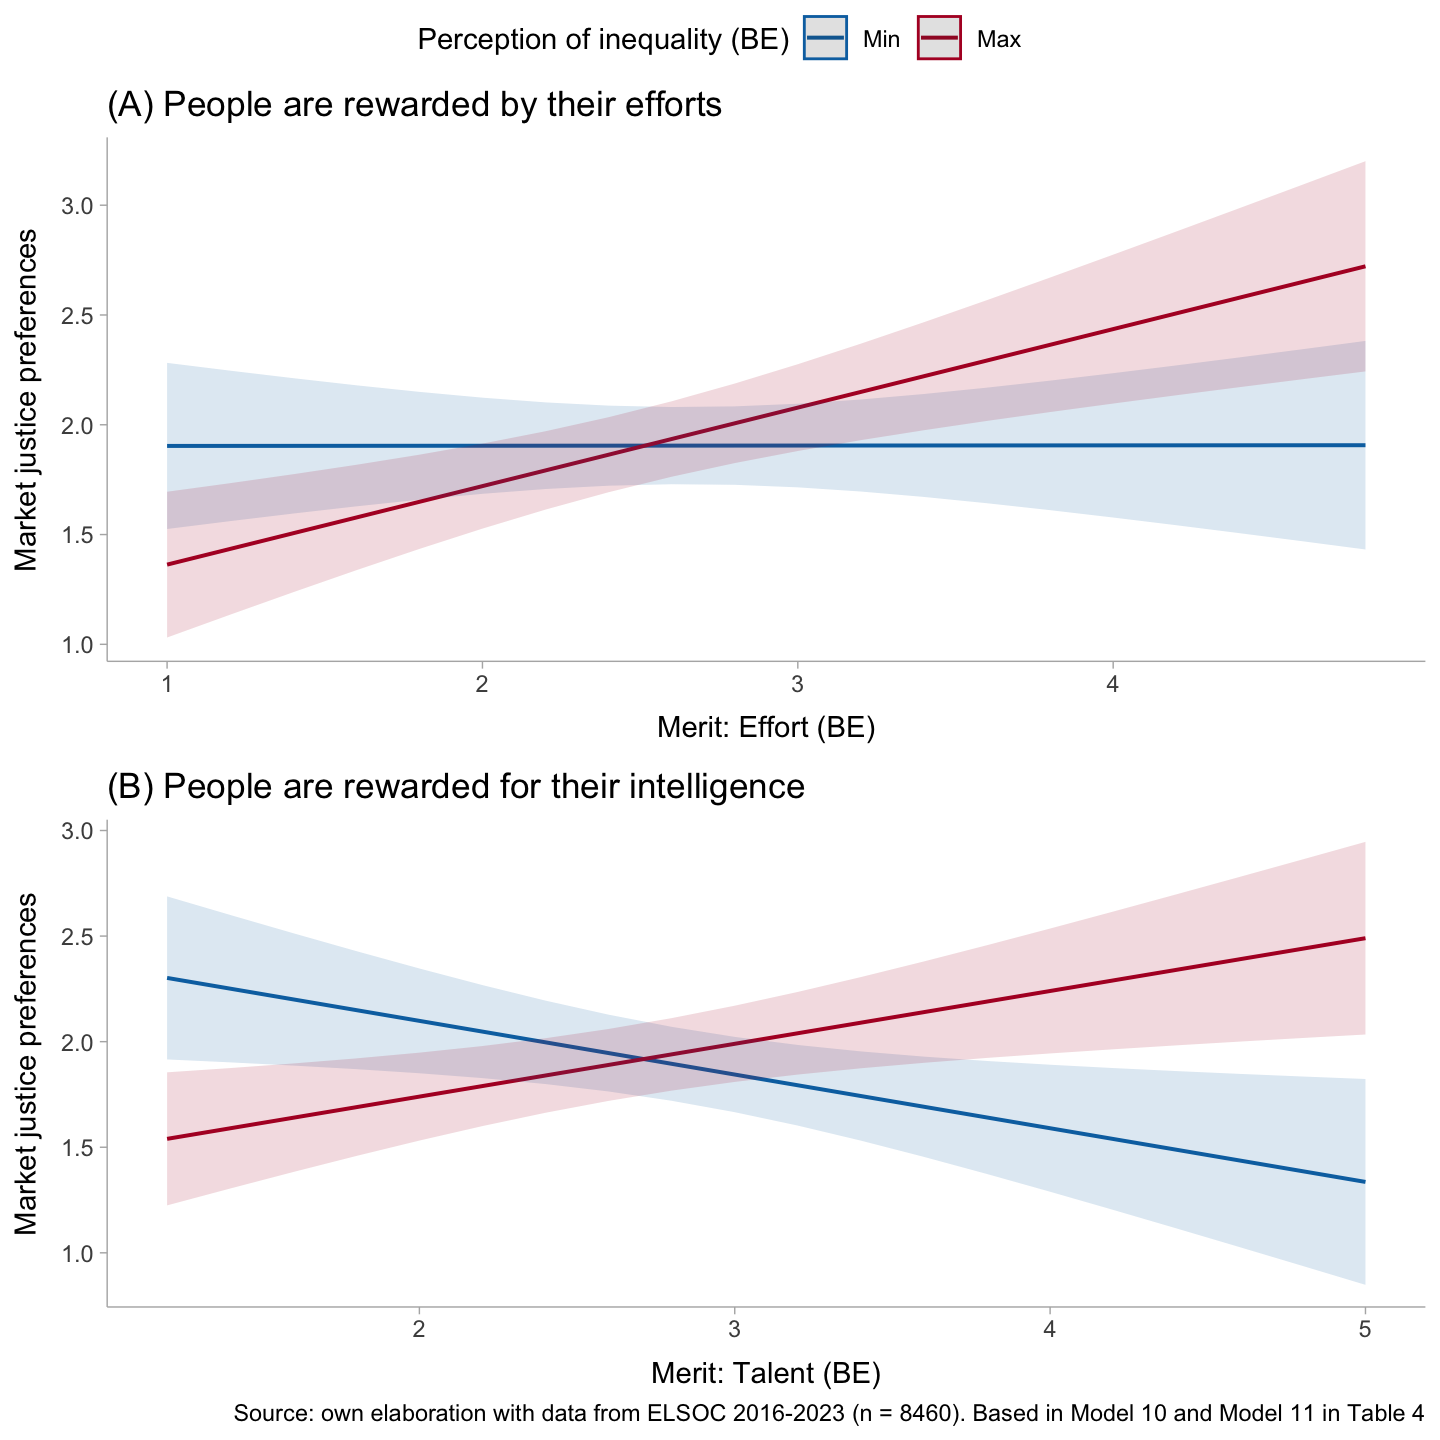 Perception of inequality (BE) Min Max
(A) People are rewarded by their efforts
Market justice preferences
3.0
2.5
2.0
1.5
1.0
1 2 3 4
Merit: Effort (BE)
(B) People are rewarded for their intelligence
Market justice preferences
3.0
2.5
2.0
1.5
1.0
2 3 4 5
Merit: Talent (BE)
Source: own elaboration with data from ELSOC 2016-2023 (n = 8460). Based in Model 10 and Model 11 in Table 4